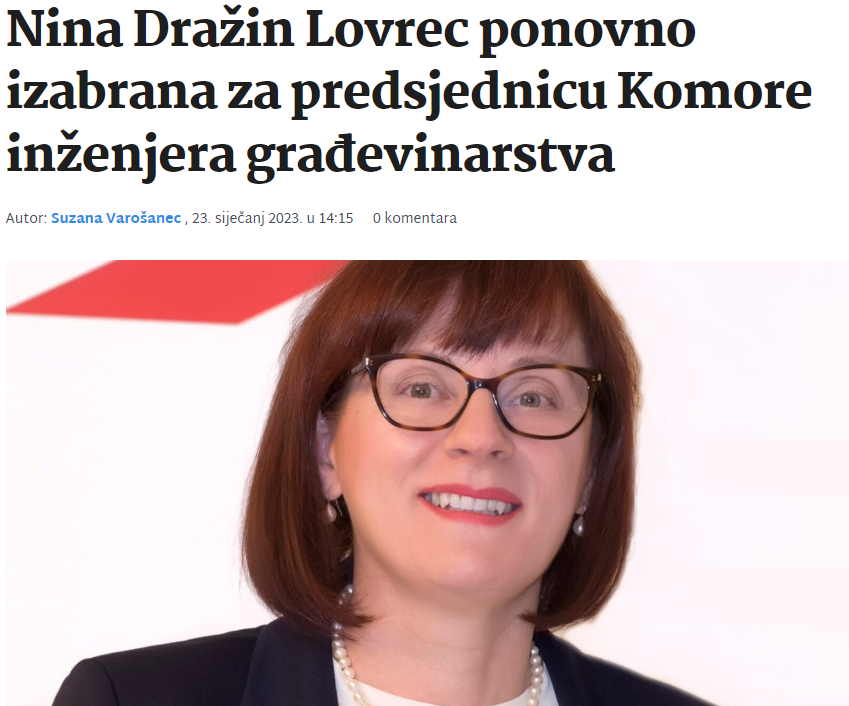 Nina Dražin Lovrec ponovno
izabrana za predsjednicu Komore
inženjera građevinarstva
Autor: Suzana Varošanec , 23. siječanj 2023. u 14:15 0 komentara